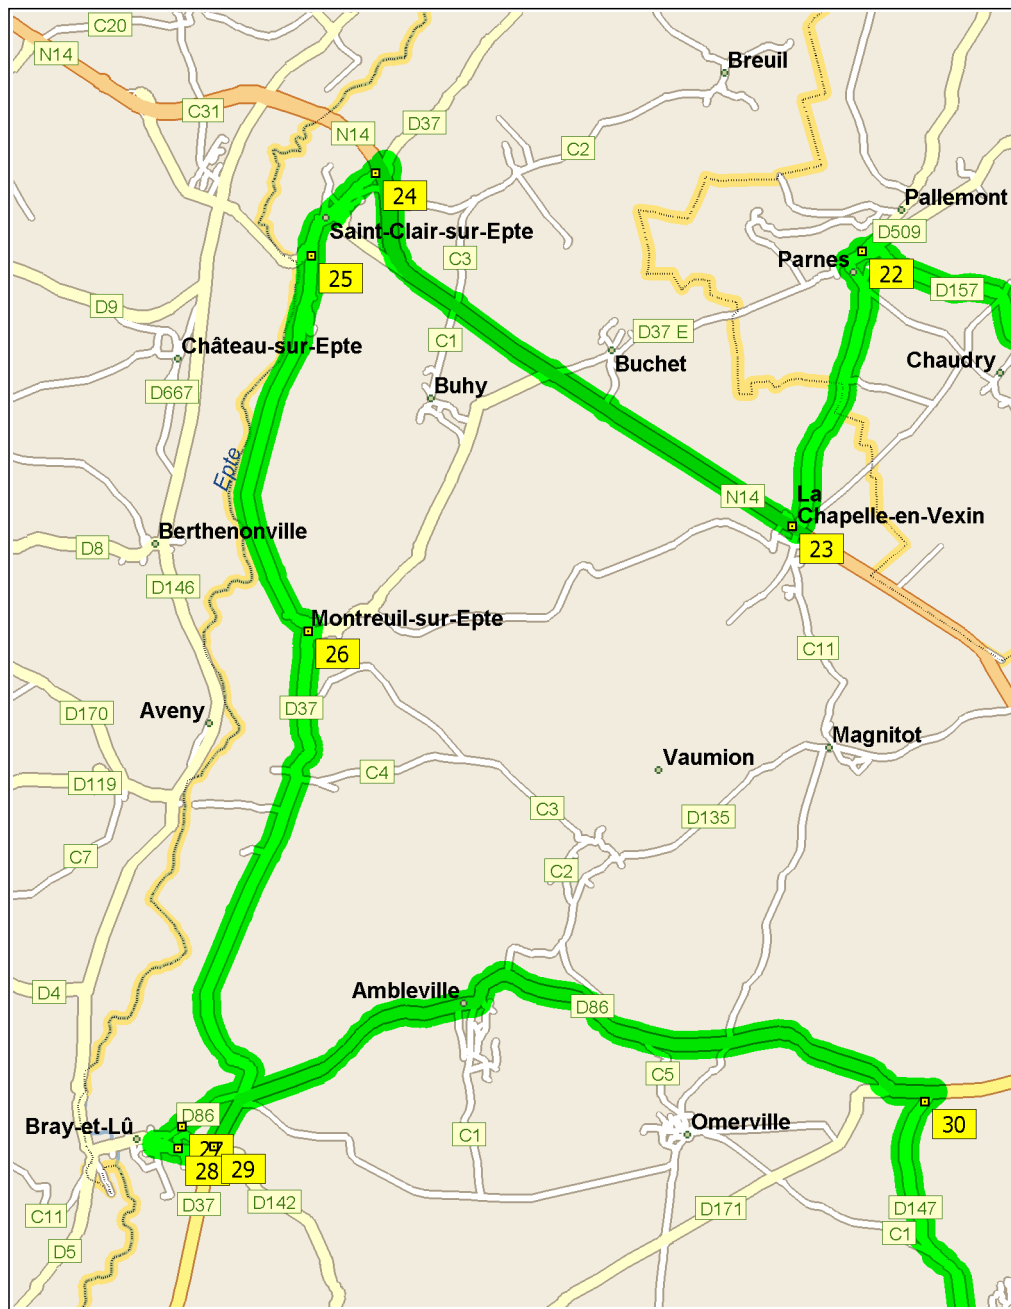 C20
N14
Breuil
C31
D37
N14
C2
24
Pallemont
Saint-Clair-sur-Epte
D509
C3
Parnes
25
22
D157
D9
D37 E
C1
Château-sur-Epte
Buchet
Chaudry
D667
Buhy
Epte
N14
La
Chapelle-en-Vexin
Berthenonville
D8
23
D146
Montreuil-sur-Epte
26
C11
D37
Aveny
D170
Magnitot
Vaumion
C4
D119
C3
D135
C7
C2
D4
Ambleville
D86
C5
D86
Bray-et-Lû
Omerville
30
C1
27
28
29
D37
D142
D171
D147
C11
C1
D5